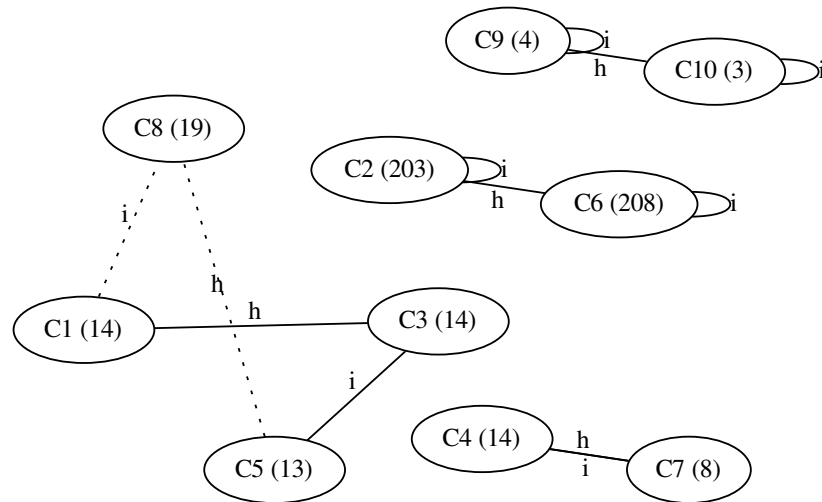 C9 (4)
i
h
C10 (3)
i
C8 (19)
C2 (203)
i
h
C6 (208)
i
i
h
C1 (14)
h
C3 (14)
i
C5 (13)
C4 (14)
h
i
C7 (8)